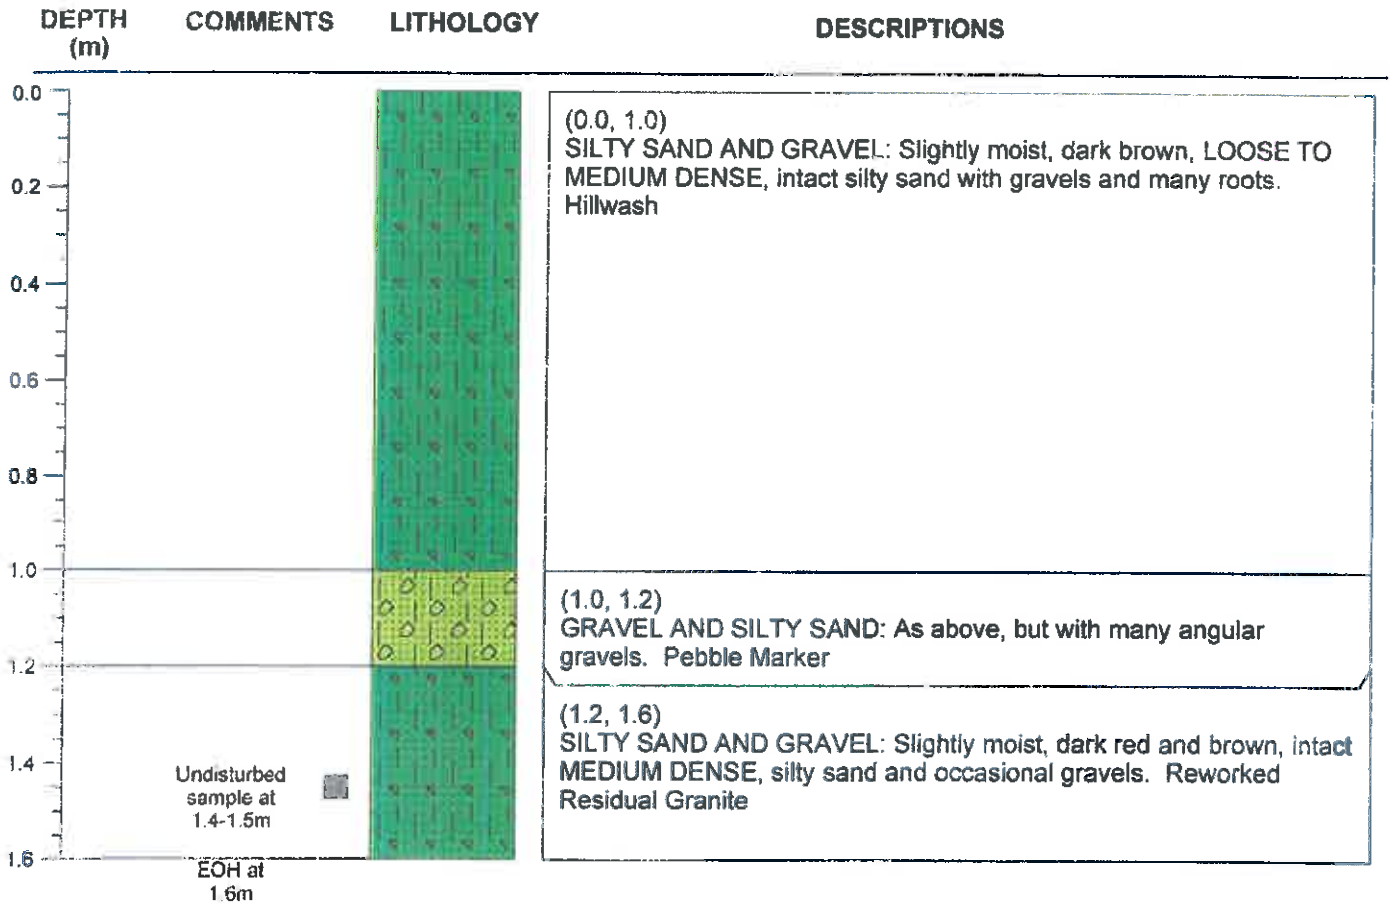 DEPTH
(m)
COMMENTS
LITHOLOGY
DESCRIPTIONS
0.0
0.2
0.4
0.6
0.8
1.0
1.2
1.4
1.6
Undisturbed
sample at
1.4-1.5m
EOH at
1.6m
(0.0, 1.0)
SILTY SAND AND GRAVEL: Slightly moist, dark brown, LOOSE TO
MEDIUM DENSE, intact silty sand with gravels and many roots.
Hillwash
(1.0, 1.2)
GRAVEL AND SILTY SAND: As above, but with many angular
gravels. Pebble Marker
(1.2, 1.6)
SILTY SAND AND GRAVEL: Slightly moist, dark red and brown, intact
MEDIUM DENSE, silty sand and occasional gravels. Reworked
Residual Granite